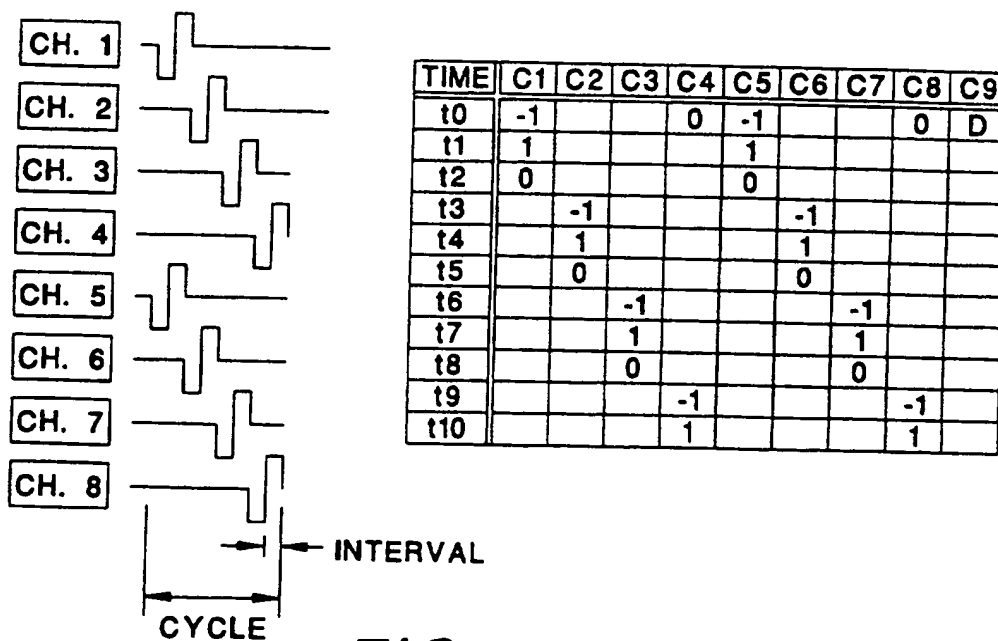 CH. 1
CH. 2
CH. 3
CH. 4
CH. 5
CH. 6
CH. 7
CH. 8
INTERVAL
CYCLE
TIME C1 C2 C3 C4 C5 C6 C7 C8 C9
t0 -1 0 -1 0 D
t1 1 1
t2 0 0
t3 -1 -1
t4 1 1
t5 0 0
t6 -1 -1
t7 1 1
t8 0 0
t9 -1 -1
t10 1 1